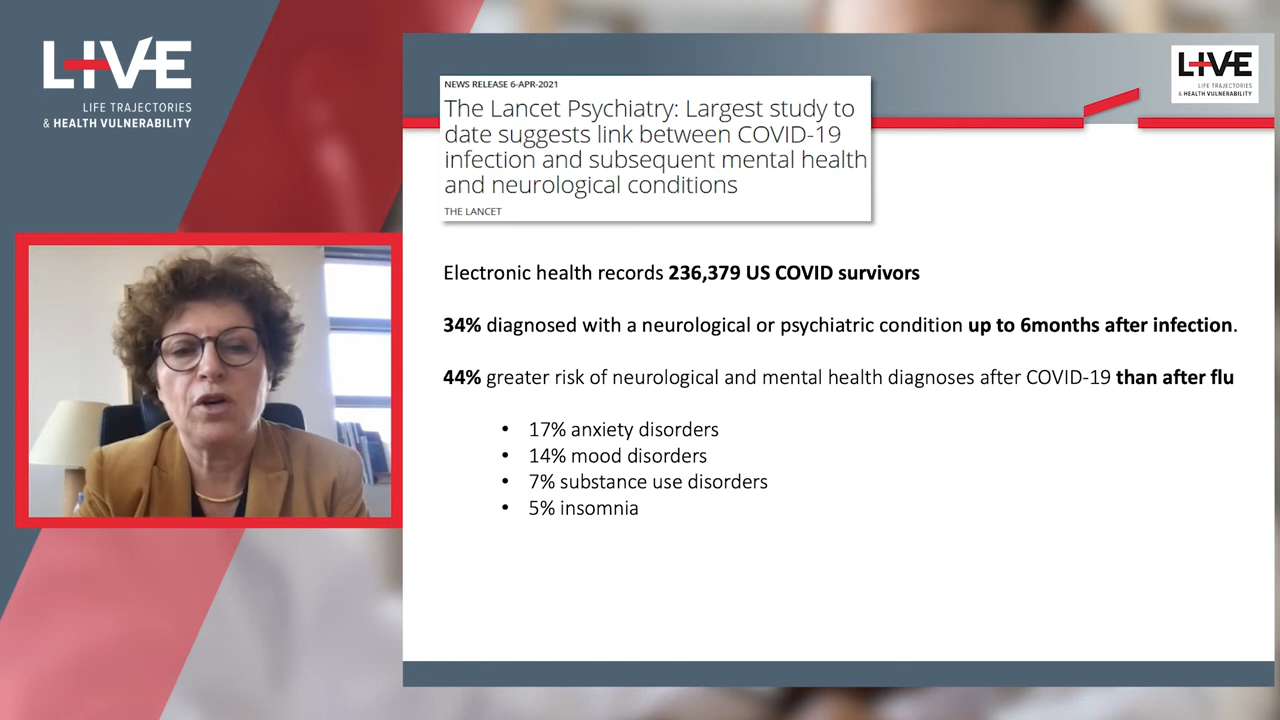 LIVE
LIFE TRAJECTORIES
& HEALTH VULNERABILITY
LIVE
LIFE TRAJECTORIES
& HEALTH VULNERABILITY
NEWS RELEASE 6-APR-2021
The Lancet Psychiatry: Largest study to
date suggests link between COVID-19
infection and subsequent mental health
and neurological conditions
THE LANCET
Electronic health records 236,379 US COVID survivors
34% diagnosed with a neurological or psychiatric condition up to 6months after infection.
44% greater risk of neurological and mental health diagnoses after COVID-19 than after flu
• 17% anxiety disorders
• 14% mood disorders
• 7% substance use disorders
• 5% insomnia